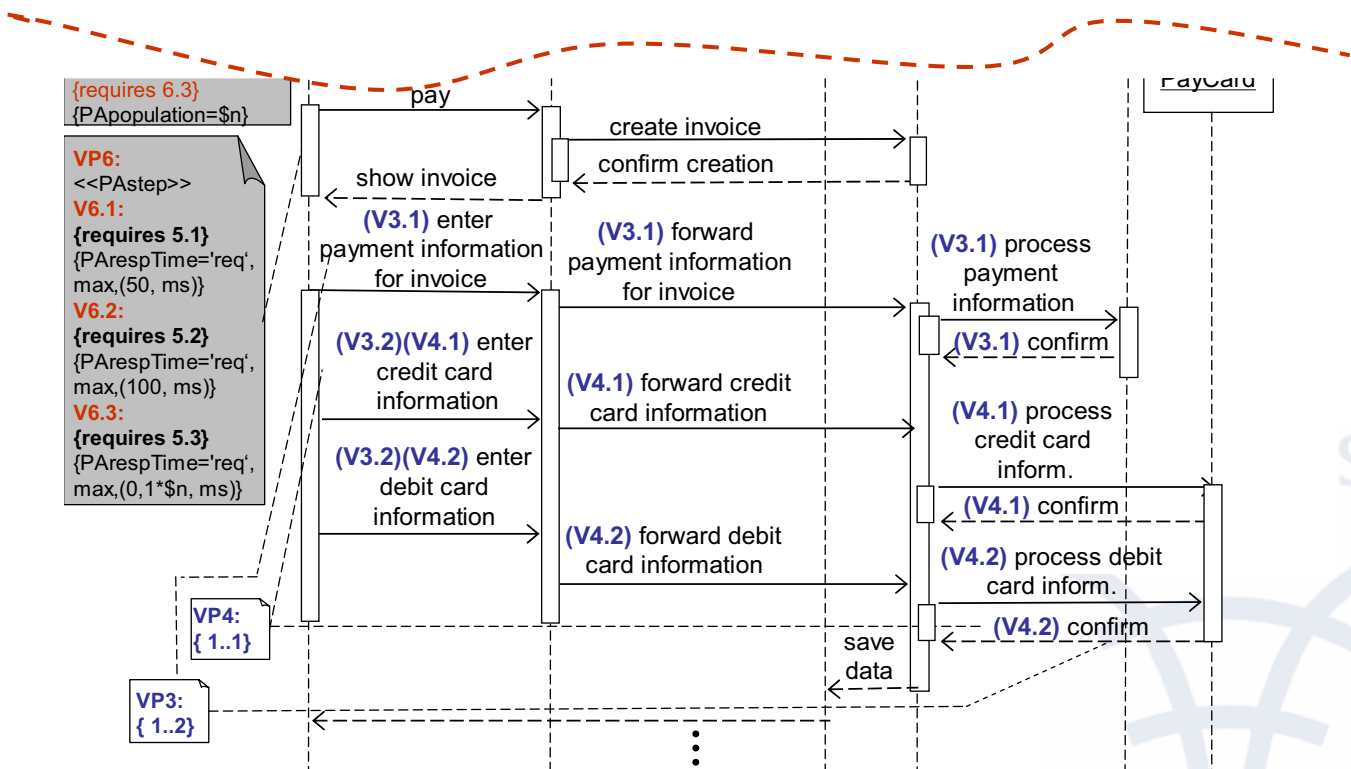 {requires 6.3}
{PApopulation=$n}
VP6:
<<PAstep>>
V6.1:
{requires 5.1}
{PArespTime='req‘,
max,(50, ms)}
V6.2:
{requires 5.2}
{PArespTime='req‘,
max,(100, ms)}
V6.3:
{requires 5.3}
{PArespTime='req‘,
max,(0,1*$n, ms)}
pay
create invoice
confirm creation
show invoice
(V3.1) enter
payment information
for invoice
(V3.1) forward
payment information
for invoice
(V3.1) process
payment
information
(V3.1) confirm
(V3.2)(V4.1) enter
credit card
information
(V4.1) forward credit
card information
(V4.1) process
credit card
inform.
(V4.1) confirm
(V3.2)(V4.2) enter
debit card
information
(V4.2) forward debit
card information
(V4.2) process debit
card inform.
(V4.2) confirm
save
data
VP4:
{ 1..1}
VP3:
{ 1..2}
PayCard